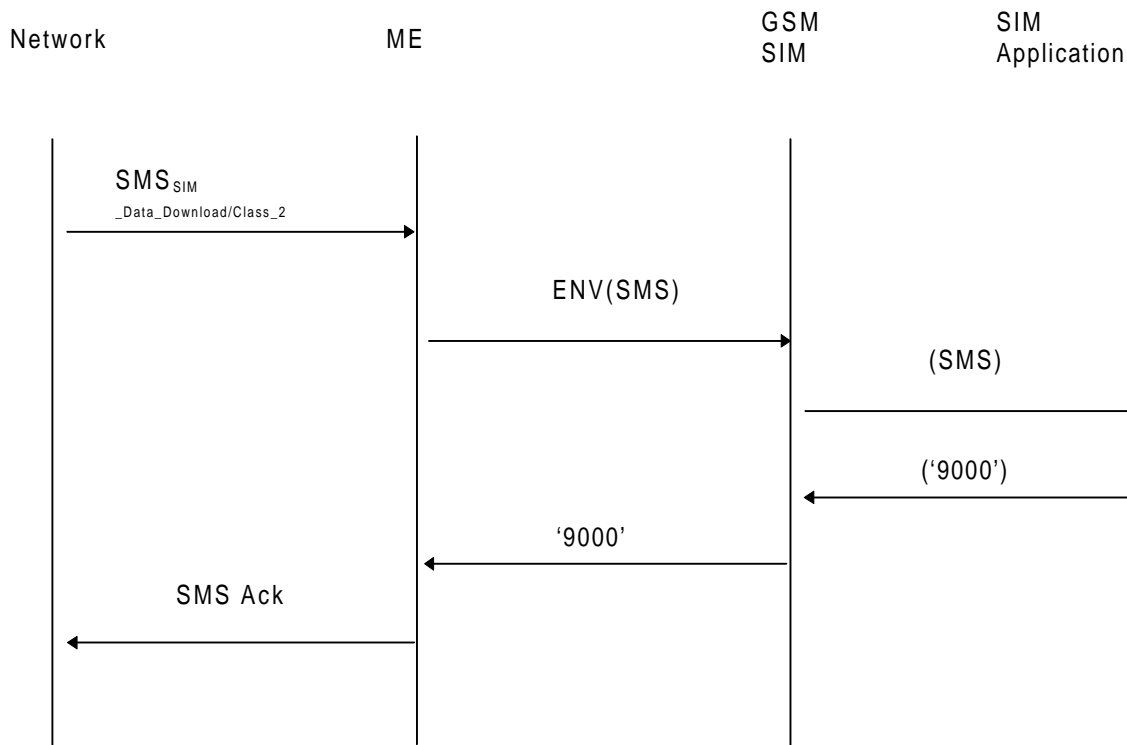 Network
ME
GSM
SIM
SIM
Application
SMS SIM
_Data_Download/Class_2
ENV(SMS)
(SMS)
(‘9000’)
‘9000’
SMS Ack